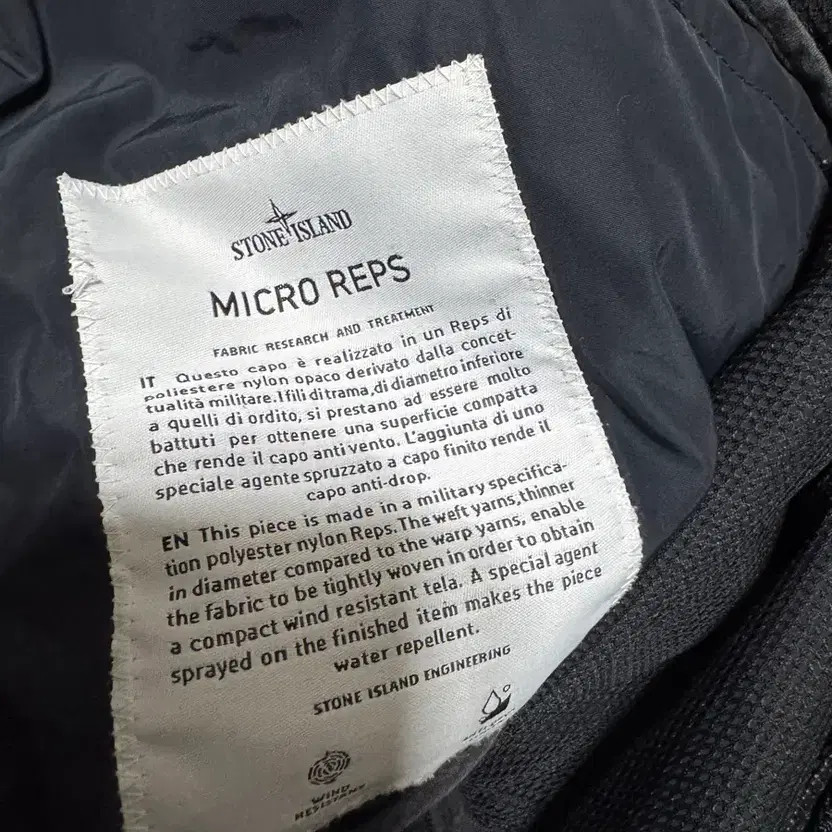 STONE ISLAND
MICRO REPS
FABRIC RESEARCH AND TREATMENT
IT Questo capo è realizzato in un Reps di
poliestere nylon opaco derivato dalla concet-
tualità militare. I fili di trama, di diametro inferiore
a quelli di ordito, si prestano ad essere molto
battuti per ottenere una superficie compatta
che rende il capo antivento. L'aggiunta di uno
speciale agente spruzzato a capo finito rende il
capo anti-drop.
EN This piece is made in a military specifica-
tion polyester nylon Reps. The weft yarns, thinner
in diameter compared to the warp yarns, enable
the fabric to be tightly woven in order to obtain
a compact wind resistant tela. A special agent
sprayed on the finished item makes the piece
water repellent.
STONE ISLAND ENGINEERING
WIND
RESISTANT